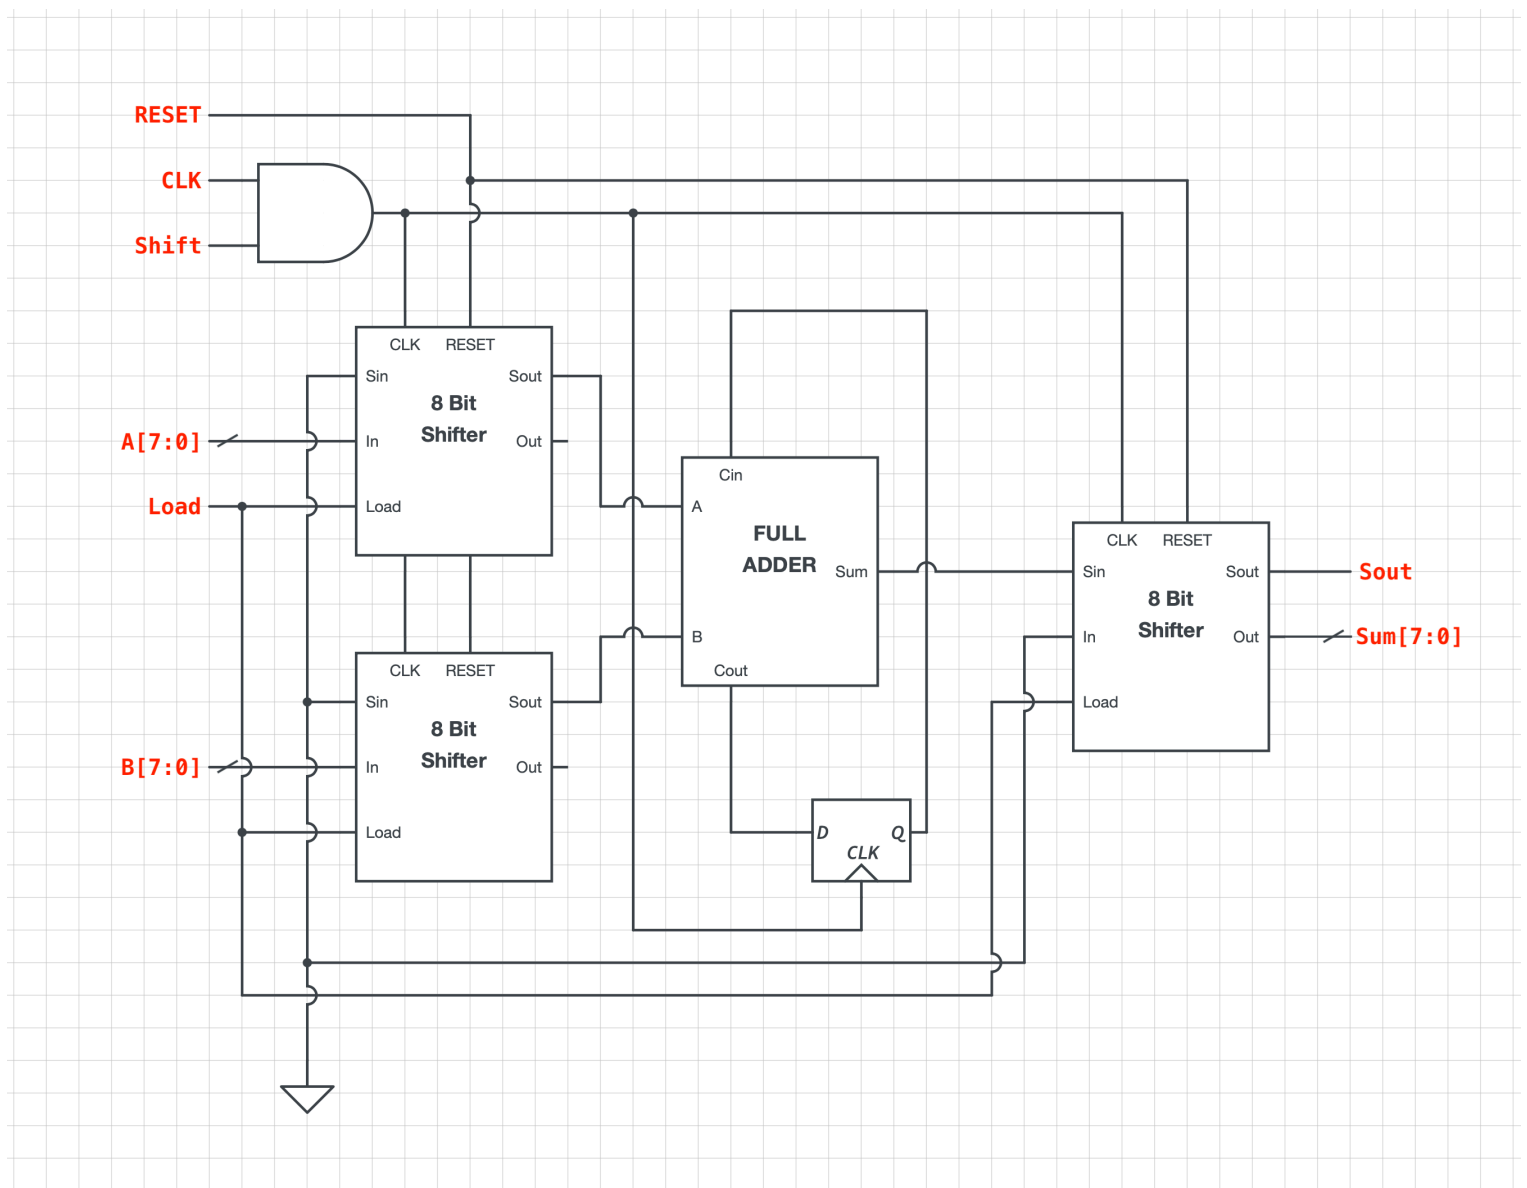 RESET
CLK
Shift
CLK RESET
Sin Sout
8 Bit
Shifter
A[7:0] In Out
Load Load
Cin
A
FULL
ADDER
Sum
B
Cout
CLK RESET
Sin Sout
8 Bit
Shifter
B[7:0] In Out
Load
D Q
CLK
CLK RESET
Sin Sout Sout
8 Bit
Shifter
In Out Sum[7:0]
Load